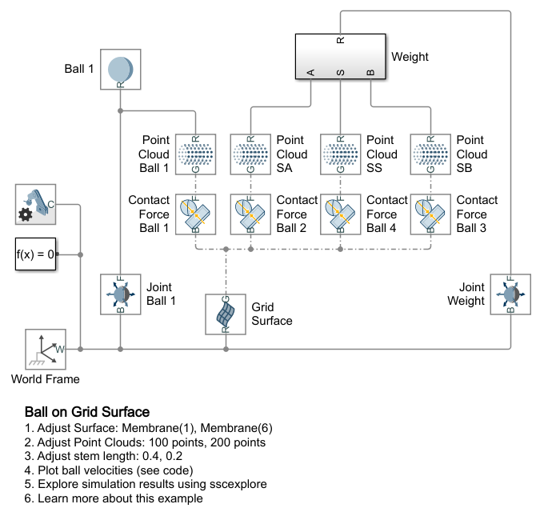 R
Weight
A
S
B
Ball 1
R
Point
Cloud
Ball 1
G R
Point
Cloud
SA
G R
Point
Cloud
SS
G R
Point
Cloud
SB
G R
Contact
Force
Ball 1
B F
Contact
Force
Ball 2
B F
Contact
Force
Ball 4
B F
Contact
Force
Ball 3
B F
C
f(x) = 0
Joint
Ball 1
B F
Grid
Surface
R G
Joint
Weight
B F
W
World Frame
Ball on Grid Surface
1. Adjust Surface: Membrane(1), Membrane(6)
2. Adjust Point Clouds: 100 points, 200 points
3. Adjust stem length: 0.4, 0.2
4. Plot ball velocities (see code)
5. Explore simulation results using sscexplore
6. Learn more about this example